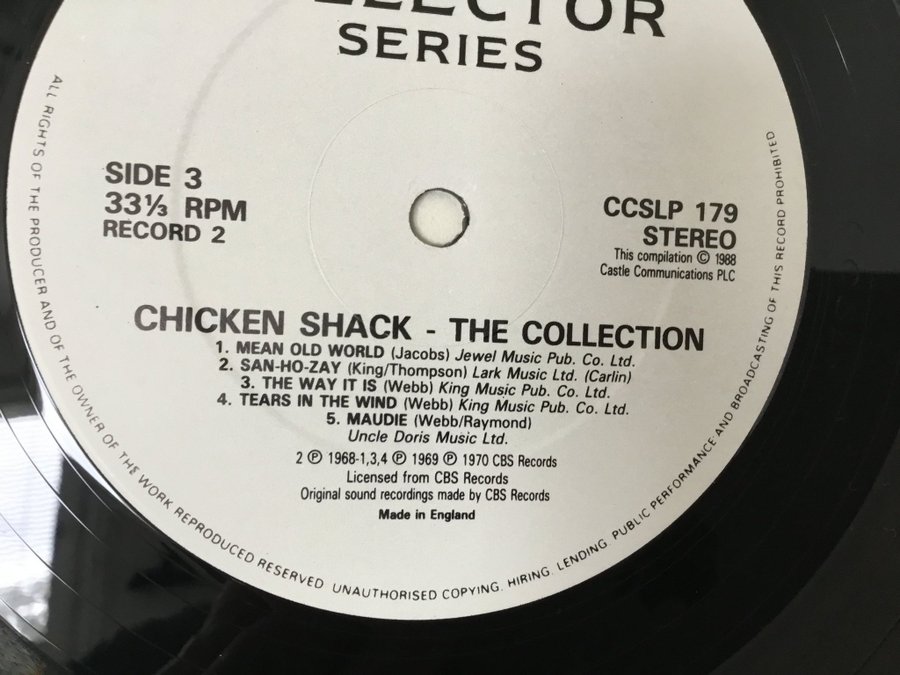 SERIES
SIDE 3
33⅓ RPM
RECORD 2
CCSLP 179
STEREO
This compilation © 1988
Castle Communications PLC
CHICKEN SHACK - THE COLLECTION
1. MEAN OLD WORLD (Jacobs) Jewel Music Pub. Co. Ltd.
2. SAN-HO-ZAY (King/Thompson) Lark Music Ltd. (Carlin)
3. THE WAY IT IS (Webb) King Music Pub. Co. Ltd.
4. TEARS IN THE WIND (Webb) King Music Pub. Co. Ltd.
5. MAUDIE (Webb/Raymond)
Uncle Doris Music Ltd.
2 ℗ 1968-1,3,4 ℗ 1969 ℗ 1970 CBS Records
Licensed from CBS Records
Original sound recordings made by CBS Records
Made in England
ALL RIGHTS OF THE PRODUCER AND OF THE OWNER OF THE WORK REPRODUCED RESERVED UNAUTHORISED COPYING. HIRING. LENDING. PUBLIC PERFORMANCE AND BROADCASTING OF THIS RECORD PROHIBITED